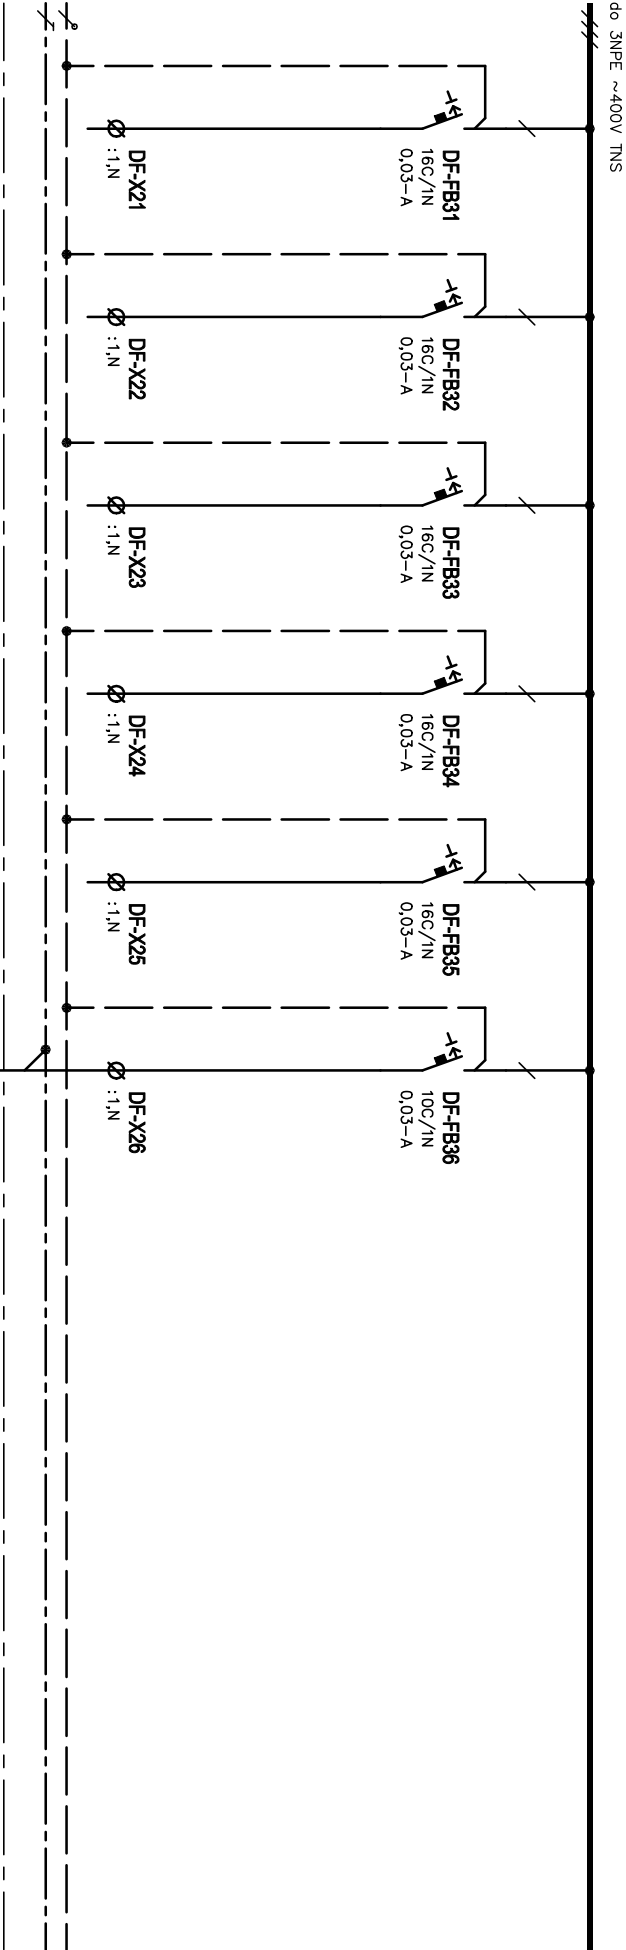 do 3NPE ~400V TNS
DF-FB31
16C/1N
0,03-A
DF-X21
:1,N
DF-FB32
16C/1N
0,03-A
DF-X22
:1,N
DF-FB33
16C/1N
0,03-A
DF-X23
:1,N
DF-FB34
16C/1N
0,03-A
DF-X24
:1,N
DF-FB35
16C/1N
0,03-A
DF-X25
:1,N
DF-FB36
10C/1N
0,03-A
DF-X26
:1,N